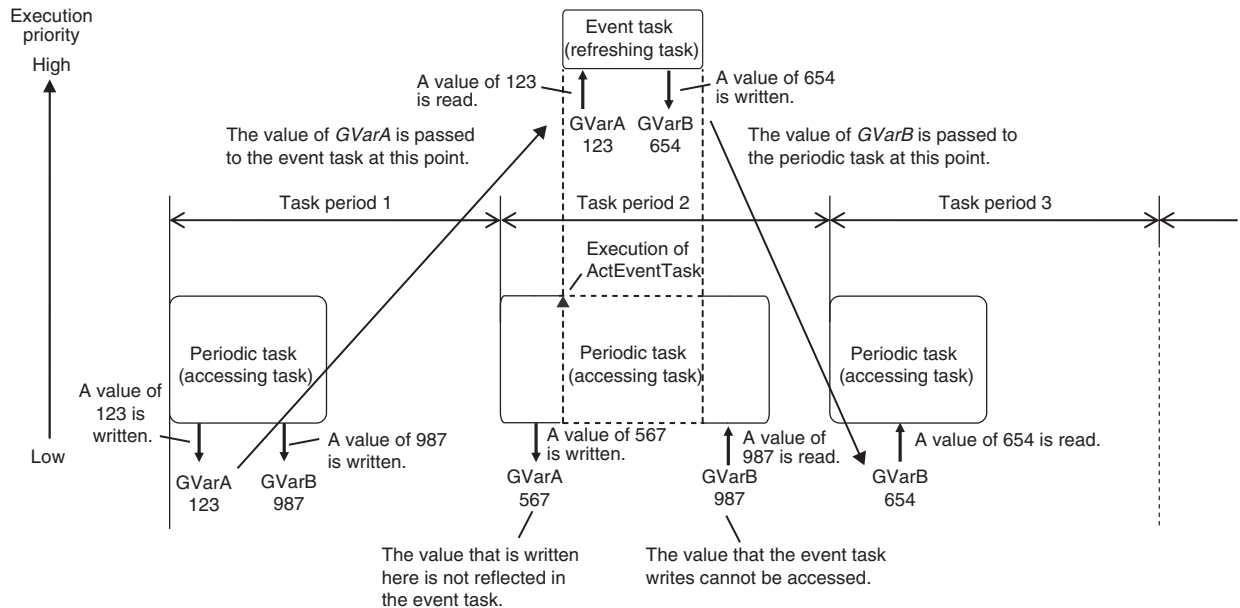 Execution
priority
High
Low
Event task
(refreshing task)
A value of 123
is read.
A value of 654
is written.
GVarA
123
GVarB
654
The value of GVarA is passed
to the event task at this point.
The value of GVarB is passed to
the periodic task at this point.
Task period 1
Task period 2
Task period 3
Execution of
ActEventTask
Periodic task
(accessing task)
Periodic task
(accessing task)
Periodic task
(accessing task)
A value of
123 is
written.
A value of 987
is written.
GVarA
123
GVarB
987
A value of 567
is written.
GVarA
567
A value of
987 is read.
GVarB
987
A value of 654 is read.
GVarB
654
The value that is written
here is not reflected in
the event task.
The value that the event task
writes cannot be accessed.